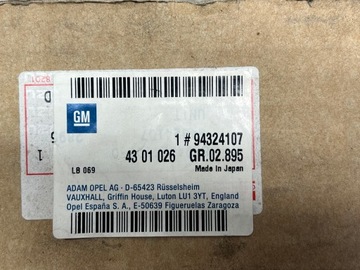 GM
1 # 94324107
43 01 026 GR.02.895
LB 069 Made in Japan
ADAM OPEL AG · D-65423 Rüsselsheim
VAUXHALL, Griffin House, Luton LU1 3YT, England
Opel España S. A., E-50639 Figueruelas Zaragoza